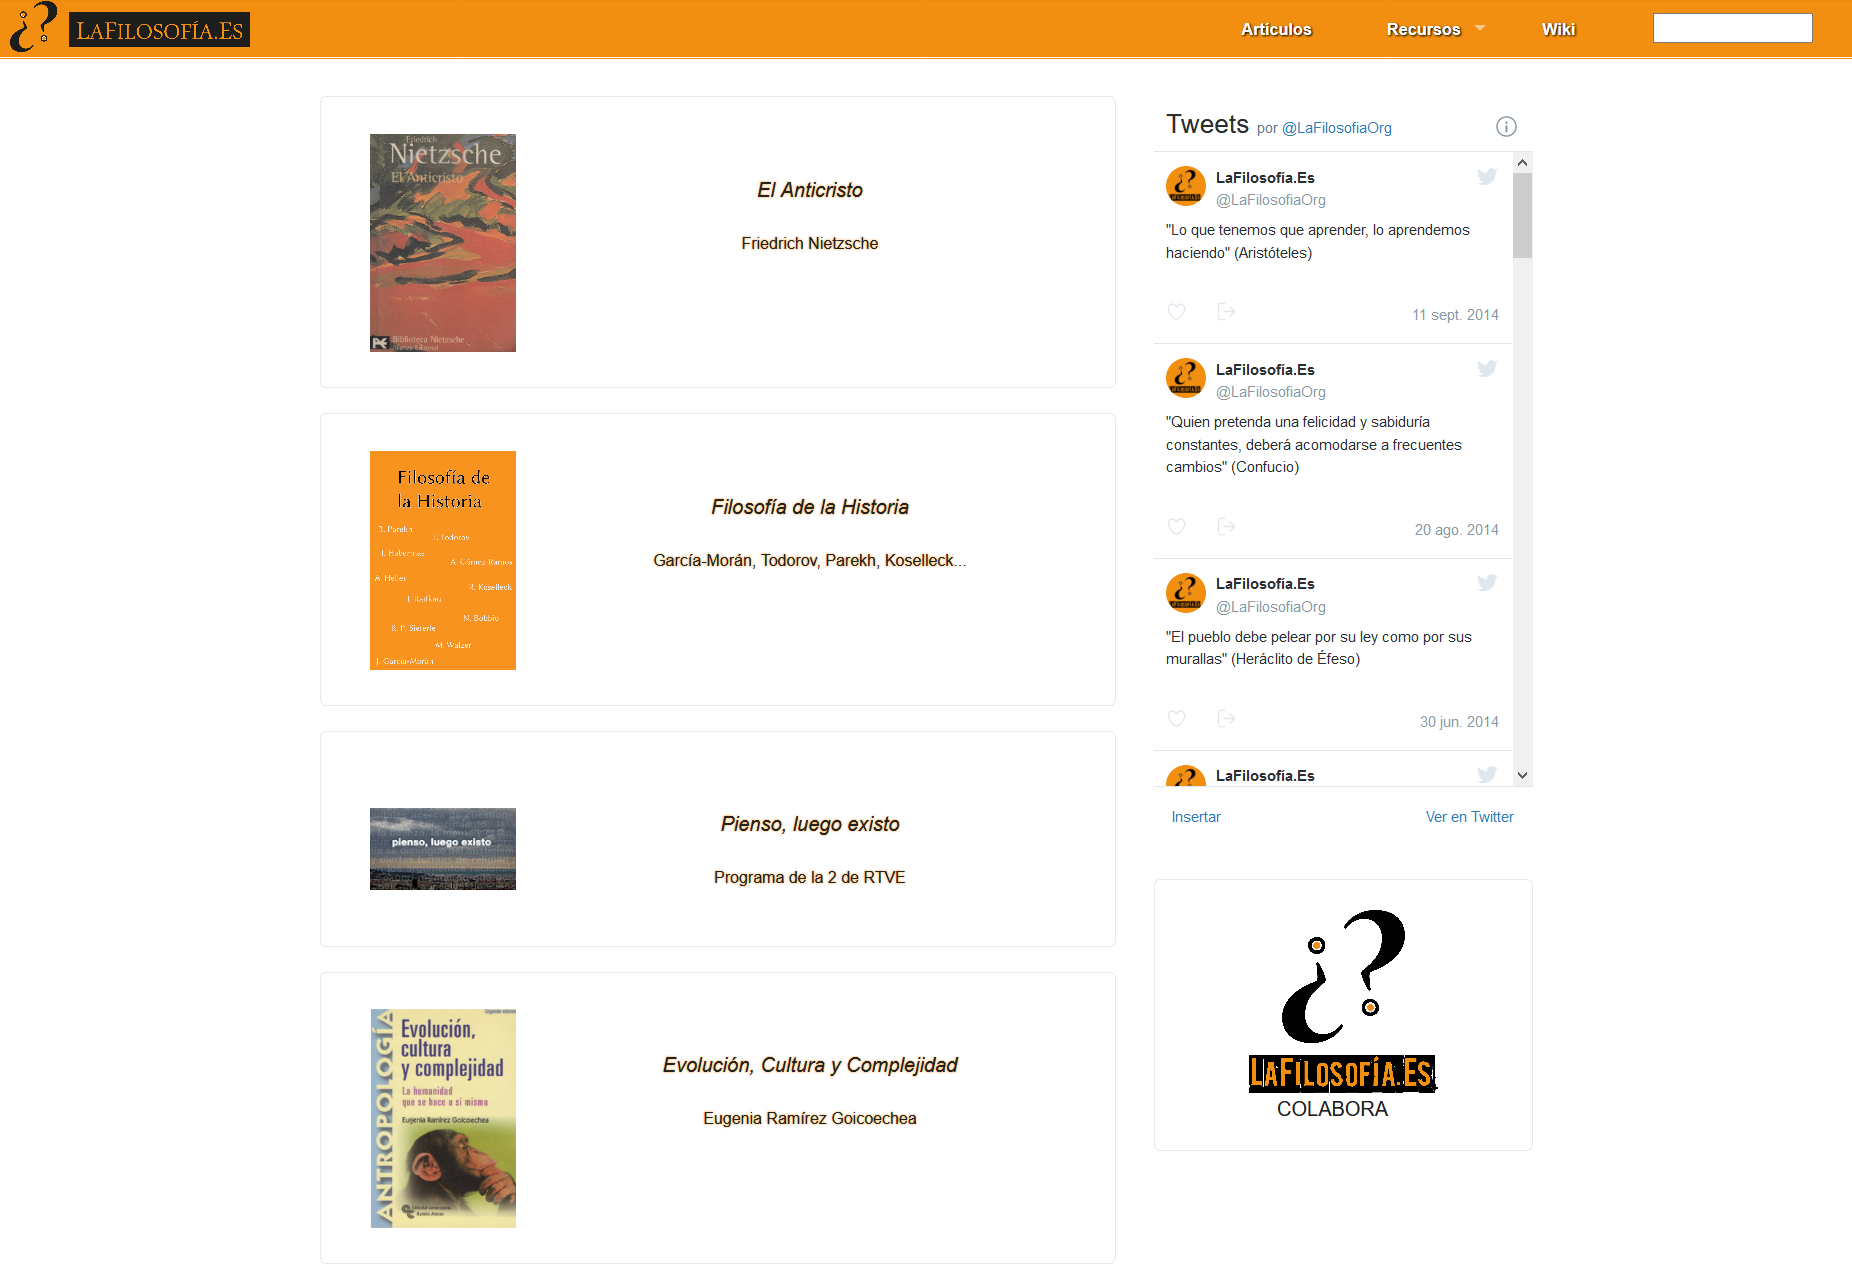 ¿?
LAFILOSOFÍA.ES
Artículos
Recursos
Wiki
Friedrich
Nietzsche
El Anticristo
Biblioteca Nietzsche
Alianza Editorial
El Anticristo
Friedrich Nietzsche
Filosofía de
la Historia
B. Parekh
T. Todorov
J. Habermas
A. Gómez Ramos
A. Heller
R. Koselleck
N. Bobbio
R. P. Sieferle
M. Walzer
J. García-Morán
Filosofía de la Historia
García-Morán, Todorov, Parekh, Koselleck...
pienso, luego existo
Pienso, luego existo
Programa de la 2 de RTVE
Segunda edición
ANTROPOLOGÍA
Evolución,
cultura
y complejidad
La humanidad
que se hace a sí misma
Eugenia Ramírez Goicoechea
Evolución, Cultura y Complejidad
Eugenia Ramírez Goicoechea
Tweets por @LaFilosofiaOrg
LaFilosofía.Es
@LaFilosofiaOrg
"Lo que tenemos que aprender, lo aprendemos
haciendo" (Aristóteles)
11 sept. 2014
LaFilosofía.Es
@LaFilosofiaOrg
"Quien pretenda una felicidad y sabiduría
constantes, deberá acomodarse a frecuentes
cambios" (Confucio)
20 ago. 2014
LaFilosofía.Es
@LaFilosofiaOrg
"El pueblo debe pelear por su ley como por sus
murallas" (Heráclito de Éfeso)
30 jun. 2014
LaFilosofía.Es
Insertar
Ver en Twitter
¿?
LAFILOSOFÍA.ES
COLABORA